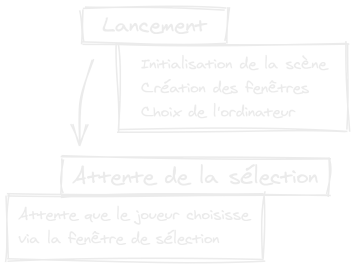 Lancement
Initialisation de la scène
Création des fenêtres
Choix de l'ordinateur
Attente de la sélection
Attente que le joueur choisisse
via la fenêtre de sélection